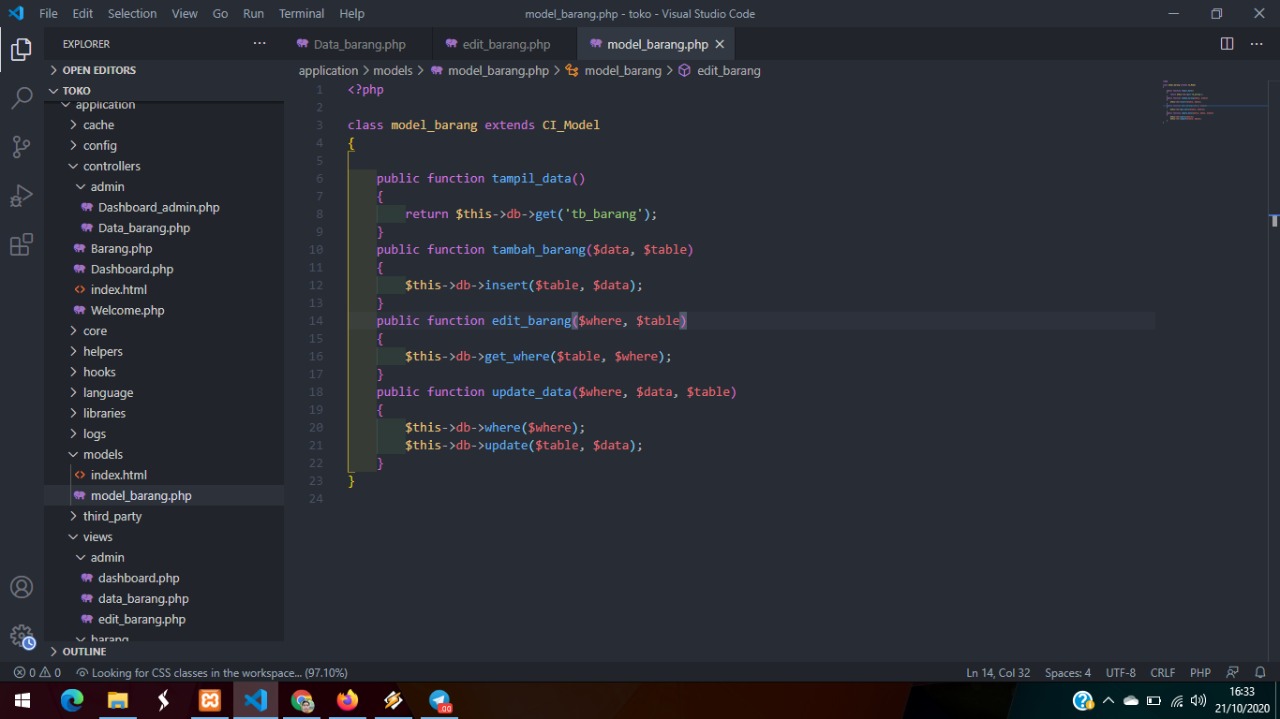 File Edit Selection View Go Run Terminal Help
model_barang.php - toko - Visual Studio Code
EXPLORER
OPEN EDITORS
TOKO
application
cache
config
controllers
admin
Dashboard_admin.php
Data_barang.php
Barang.php
Dashboard.php
index.html
Welcome.php
core
helpers
hooks
language
libraries
logs
models
index.html
model_barang.php
third_party
views
admin
dashboard.php
data_barang.php
edit_barang.php
barang
OUTLINE
Data_barang.php edit_barang.php model_barang.php
application > models > model_barang.php > model_barang > edit_barang
1 <?php
2
3 class model_barang extends CI_Model
4 {
5
6     public function tampil_data()
7     {
8         return $this->db->get('tb_barang');
9     }
10     public function tambah_barang($data, $table)
11     {
12         $this->db->insert($table, $data);
13     }
14     public function edit_barang($where, $table)
15     {
16         $this->db->get_where($table, $where);
17     }
18     public function update_data($where, $data, $table)
19     {
20         $this->db->where($where);
21         $this->db->update($table, $data);
22     }
23 }
24
0 0 Looking for CSS classes in the workspace... (97.10%)
Ln 14, Col 32 Spaces: 4 UTF-8 CRLF PHP
16:33
21/10/2020